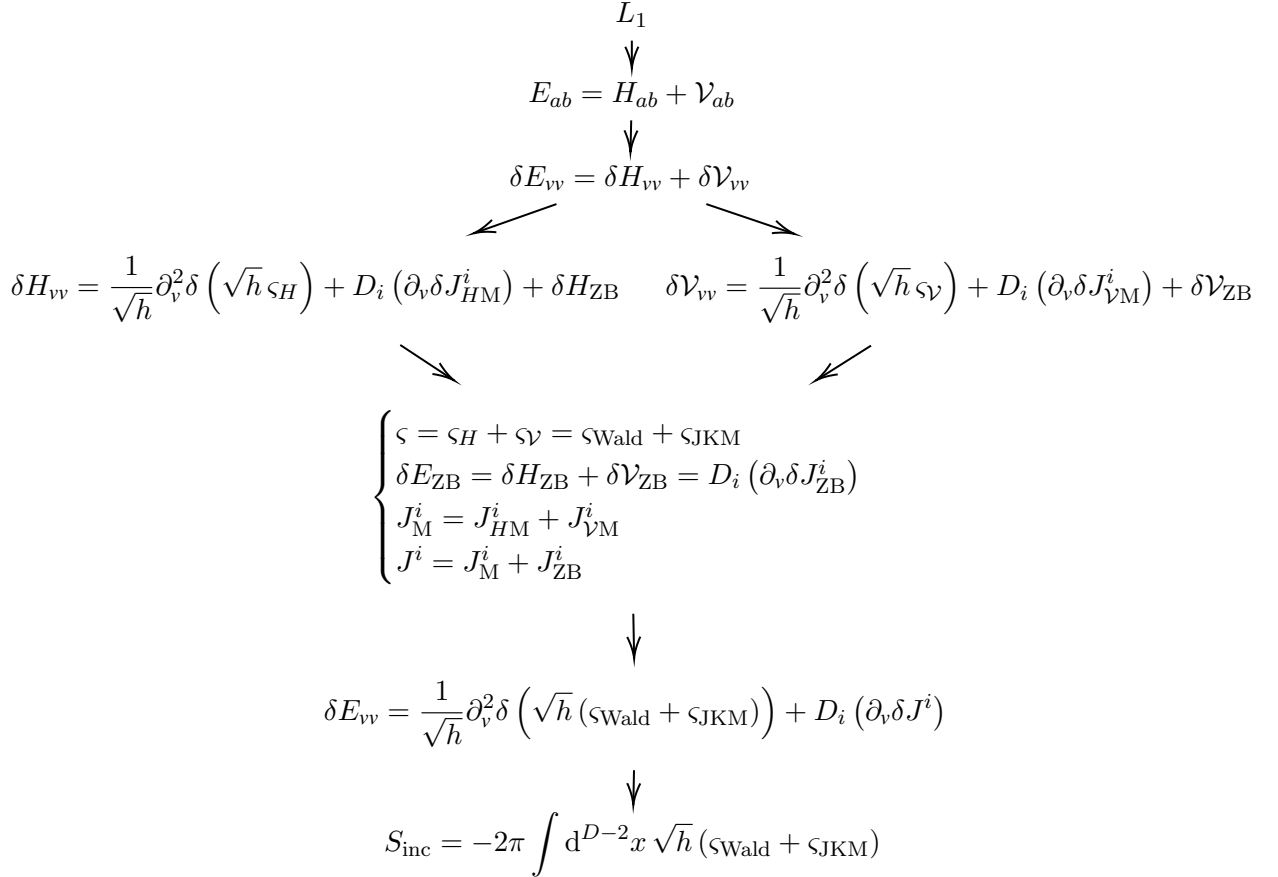 $L_1$
$E_{ab} = H_{ab} + \mathcal{V}_{ab}$
$\delta E_{vv} = \delta H_{vv} + \delta \mathcal{V}_{vv}$
$\delta H_{vv} = \frac{1}{\sqrt{h}} \partial_v^2 \delta \left( \sqrt{h}\, \varsigma_H \right) + D_i \left( \partial_v \delta J^i_{H\mathrm{M}} \right) + \delta H_{\mathrm{ZB}}$
$\delta \mathcal{V}_{vv} = \frac{1}{\sqrt{h}} \partial_v^2 \delta \left( \sqrt{h}\, \varsigma_{\mathcal{V}} \right) + D_i \left( \partial_v \delta J^i_{\mathcal{V}\mathrm{M}} \right) + \delta \mathcal{V}_{\mathrm{ZB}}$
$\varsigma = \varsigma_H + \varsigma_{\mathcal{V}} = \varsigma_{\mathrm{Wald}} + \varsigma_{\mathrm{JKM}}$
$\delta E_{\mathrm{ZB}} = \delta H_{\mathrm{ZB}} + \delta \mathcal{V}_{\mathrm{ZB}} = D_i \left( \partial_v \delta J^i_{\mathrm{ZB}} \right)$
$J^i_{\mathrm{M}} = J^i_{H\mathrm{M}} + J^i_{\mathcal{V}\mathrm{M}}$
$J^i = J^i_{\mathrm{M}} + J^i_{\mathrm{ZB}}$
$\delta E_{vv} = \frac{1}{\sqrt{h}} \partial_v^2 \delta \left( \sqrt{h} \left( \varsigma_{\mathrm{Wald}} + \varsigma_{\mathrm{JKM}} \right) \right) + D_i \left( \partial_v \delta J^i \right)$
$S_{\mathrm{inc}} = -2\pi \int \mathrm{d}^{D-2} x \sqrt{h} \left( \varsigma_{\mathrm{Wald}} + \varsigma_{\mathrm{JKM}} \right)$